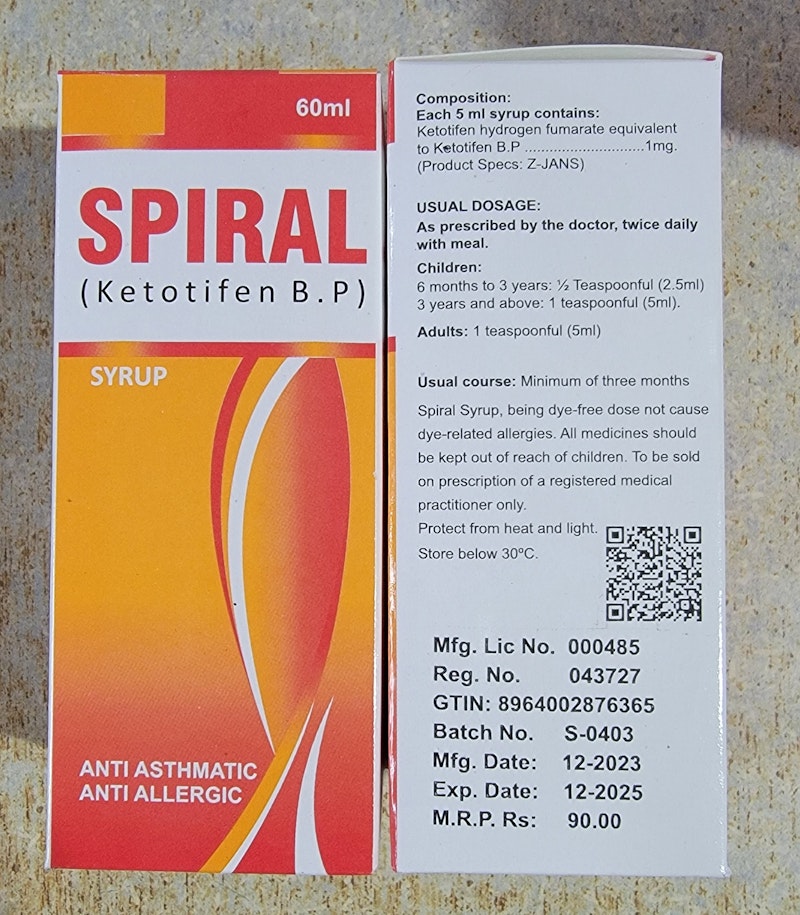 60ml
SPIRAL
(Ketotifen B.P)
SYRUP
ANTI ASTHMATIC
ANTI ALLERGIC
Composition:
Each 5 ml syrup contains:
Ketotifen hydrogen fumarate equivalent
to Ketotifen B.P .............................1mg.
(Product Specs: Z-JANS)
USUAL DOSAGE:
As prescribed by the doctor, twice daily
with meal.
Children:
6 months to 3 years: ½ Teaspoonful (2.5ml)
3 years and above: 1 teaspoonful (5ml).
Adults: 1 teaspoonful (5ml)
Usual course: Minimum of three months
Spiral Syrup, being dye-free dose not cause
dye-related allergies. All medicines should
be kept out of reach of children. To be sold
on prescription of a registered medical
practitioner only.
Protect from heat and light.
Store below 30ºC.
Mfg. Lic No. 000485
Reg. No. 043727
GTIN: 8964002876365
Batch No. S-0403
Mfg. Date: 12-2023
Exp. Date: 12-2025
M.R.P. Rs: 90.00